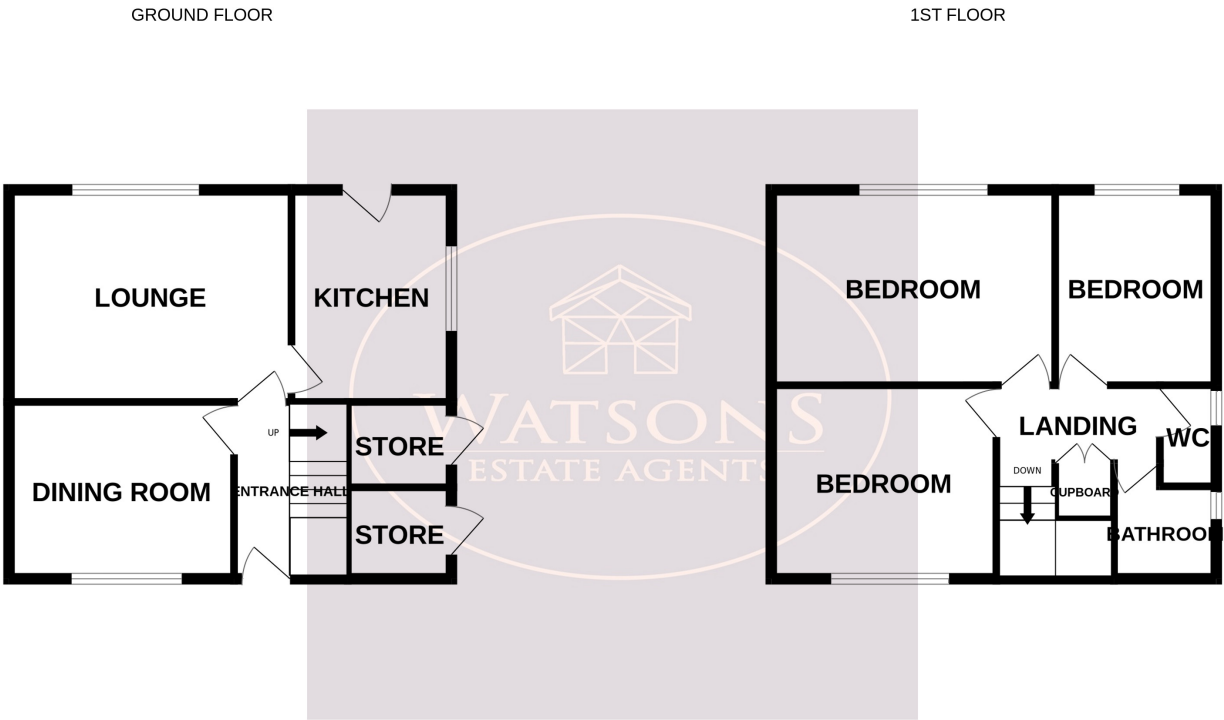 GROUND FLOOR
LOUNGE
KITCHEN
UP
STORE
DINING ROOM
ENTRANCE HALL
STORE
WATSONS
ESTATE AGENTS
1ST FLOOR
BEDROOM
BEDROOM
LANDING
WC
DOWN
BEDROOM
CUPBOARD
BATHROOM